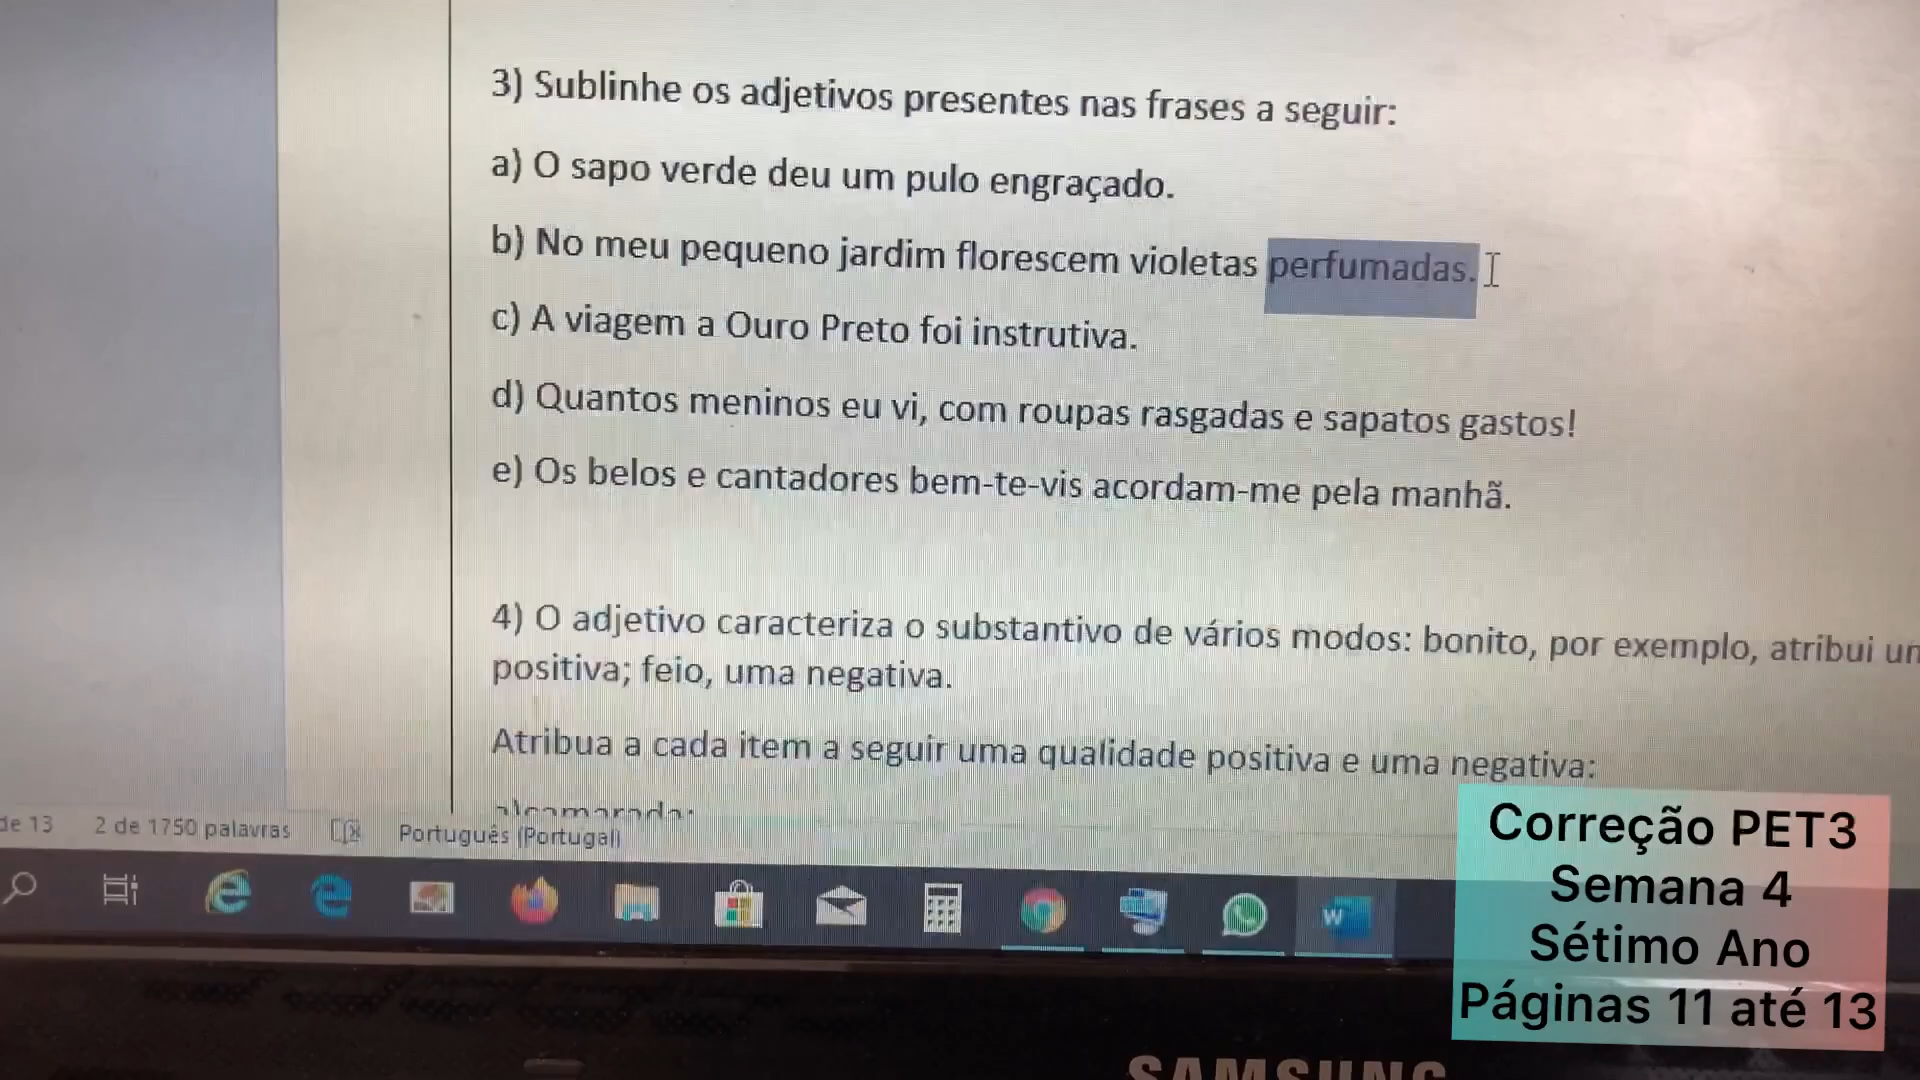 3) Sublinhe os adjetivos presentes nas frases a seguir:
a) O sapo verde deu um pulo engraçado.
b) No meu pequeno jardim florescem violetas perfumadas.
c) A viagem a Ouro Preto foi instrutiva.
d) Quantos meninos eu vi, com roupas rasgadas e sapatos gastos!
e) Os belos e cantadores bem-te-vis acordam-me pela manhã.
4) O adjetivo caracteriza o substantivo de vários modos: bonito, por exemplo, atribui
positiva; feio, uma negativa.
Atribua a cada item a seguir uma qualidade positiva e uma negativa:
de 13 2 de 1750 palavras Português (Portugal)
Correção PET3
Semana 4
Sétimo Ano
Páginas 11 até 13
SAMSUNG